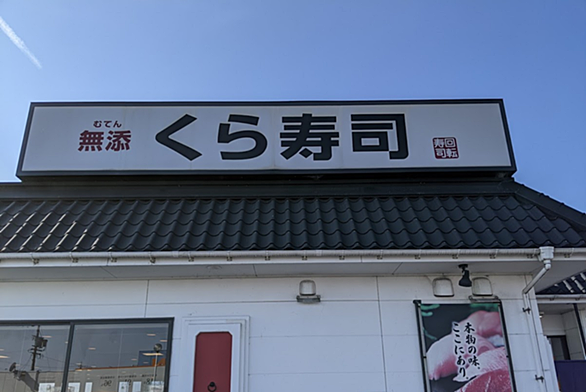 むてん
無添 くら寿司
回転
寿司
本物の味、
ここにあり